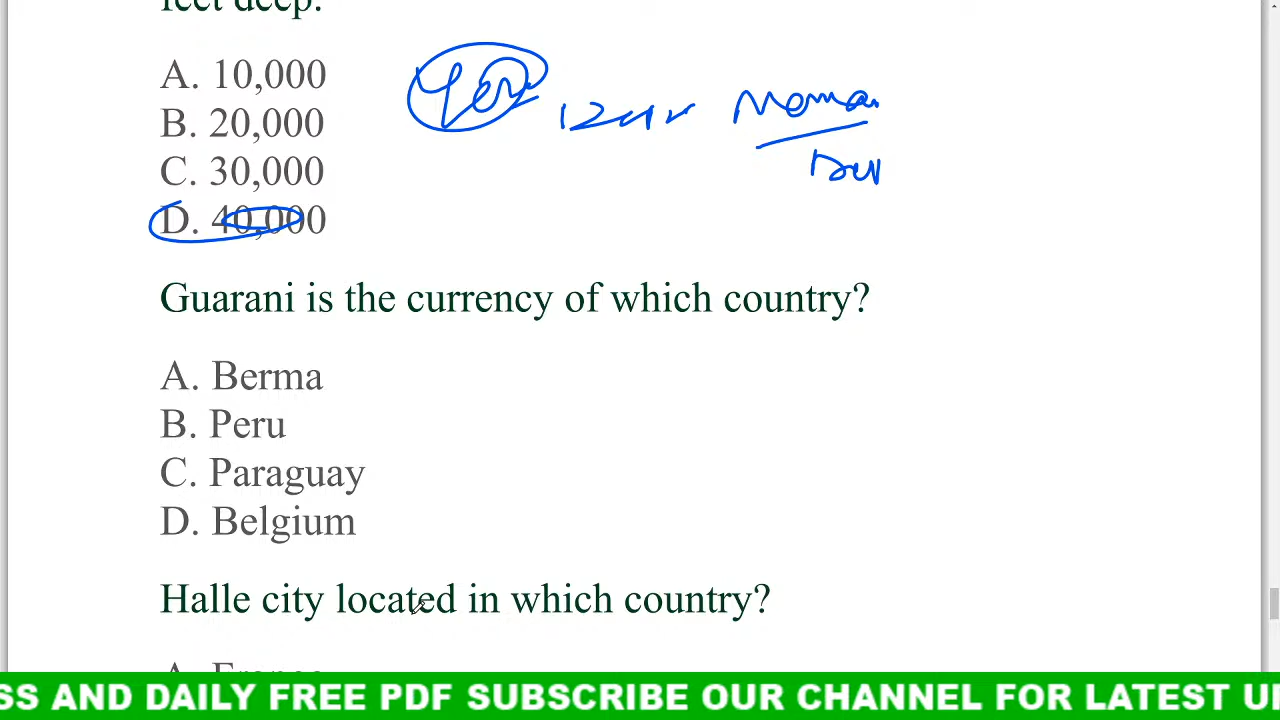 feet deep.
A. 10,000
B. 20,000
C. 30,000
D. 40,000
Guarani is the currency of which country?
A. Berma
B. Peru
C. Paraguay
D. Belgium
Halle city located in which country?
A. France
SS AND DAILY FREE PDF SUBSCRIBE OUR CHANNEL FOR LATEST U